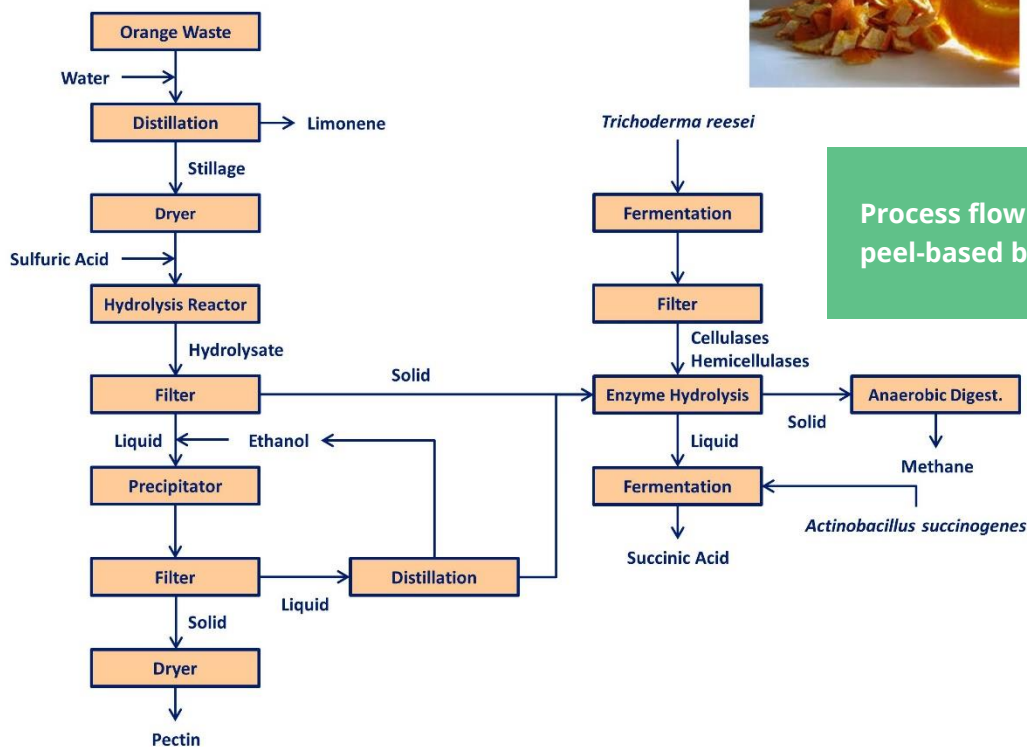 Orange Waste
Water
Distillation
Limonene
Stillage
Dryer
Sulfuric Acid
Hydrolysis Reactor
Hydrolysate
Filter
Solid
Liquid
Ethanol
Precipitator
Filter
Liquid
Distillation
Solid
Dryer
Pectin
Trichoderma reesei
Fermentation
Filter
Cellulases
Hemicellulases
Enzyme Hydrolysis
Solid
Anaerobic Digest.
Methane
Liquid
Fermentation
Actinobacillus succinogenes
Succinic Acid
Process flow
peel-based b